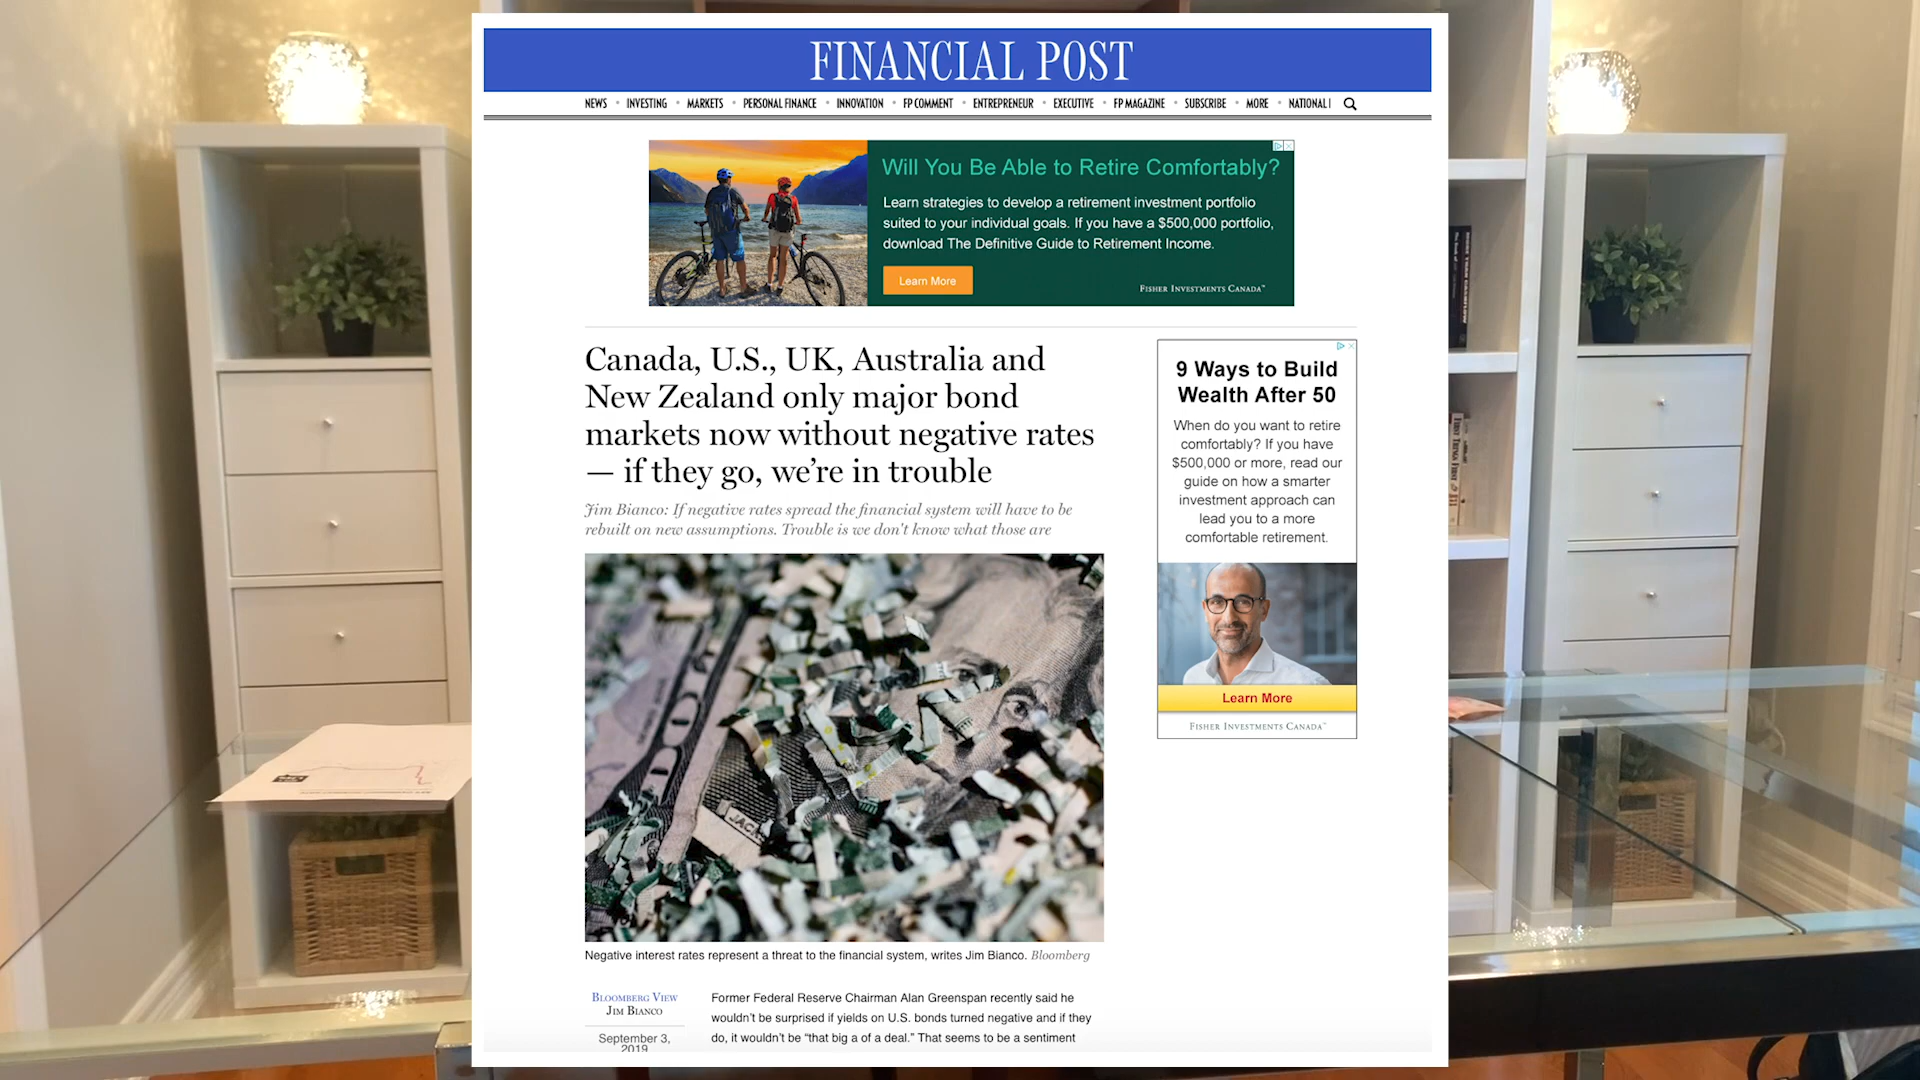 FINANCIAL POST
NEWS • INVESTING • MARKETS • PERSONAL FINANCE • INNOVATION • FP COMMENT • ENTREPRENEUR • EXECUTIVE • FP MAGAZINE • SUBSCRIBE • MORE • NATIONAL
Will You Be Able to Retire Comfortably?
Learn strategies to develop a retirement investment portfolio
suited to your individual goals. If you have a $500,000 portfolio,
download The Definitive Guide to Retirement Income.
Learn More
FISHER INVESTMENTS CANADA™
Canada, U.S., UK, Australia and
New Zealand only major bond
markets now without negative rates
— if they go, we’re in trouble
Jim Bianco: If negative rates spread the financial system will have to be
rebuilt on new assumptions. Trouble is we don't know what those are
JACK
Negative interest rates represent a threat to the financial system, writes Jim Bianco. Bloomberg
BLOOMBERG VIEW
JIM BIANCO
September 3,
2019
Former Federal Reserve Chairman Alan Greenspan recently said he
wouldn’t be surprised if yields on U.S. bonds turned negative and if they
do, it wouldn’t be “that big a of a deal.” That seems to be a sentiment
9 Ways to Build
Wealth After 50
When do you want to retire
comfortably? If you have
$500,000 or more, read our
guide on how a smarter
investment approach can
lead you to a more
comfortable retirement.
Learn More
FISHER INVESTMENTS CANADA™
FIRST THINGS FIRST